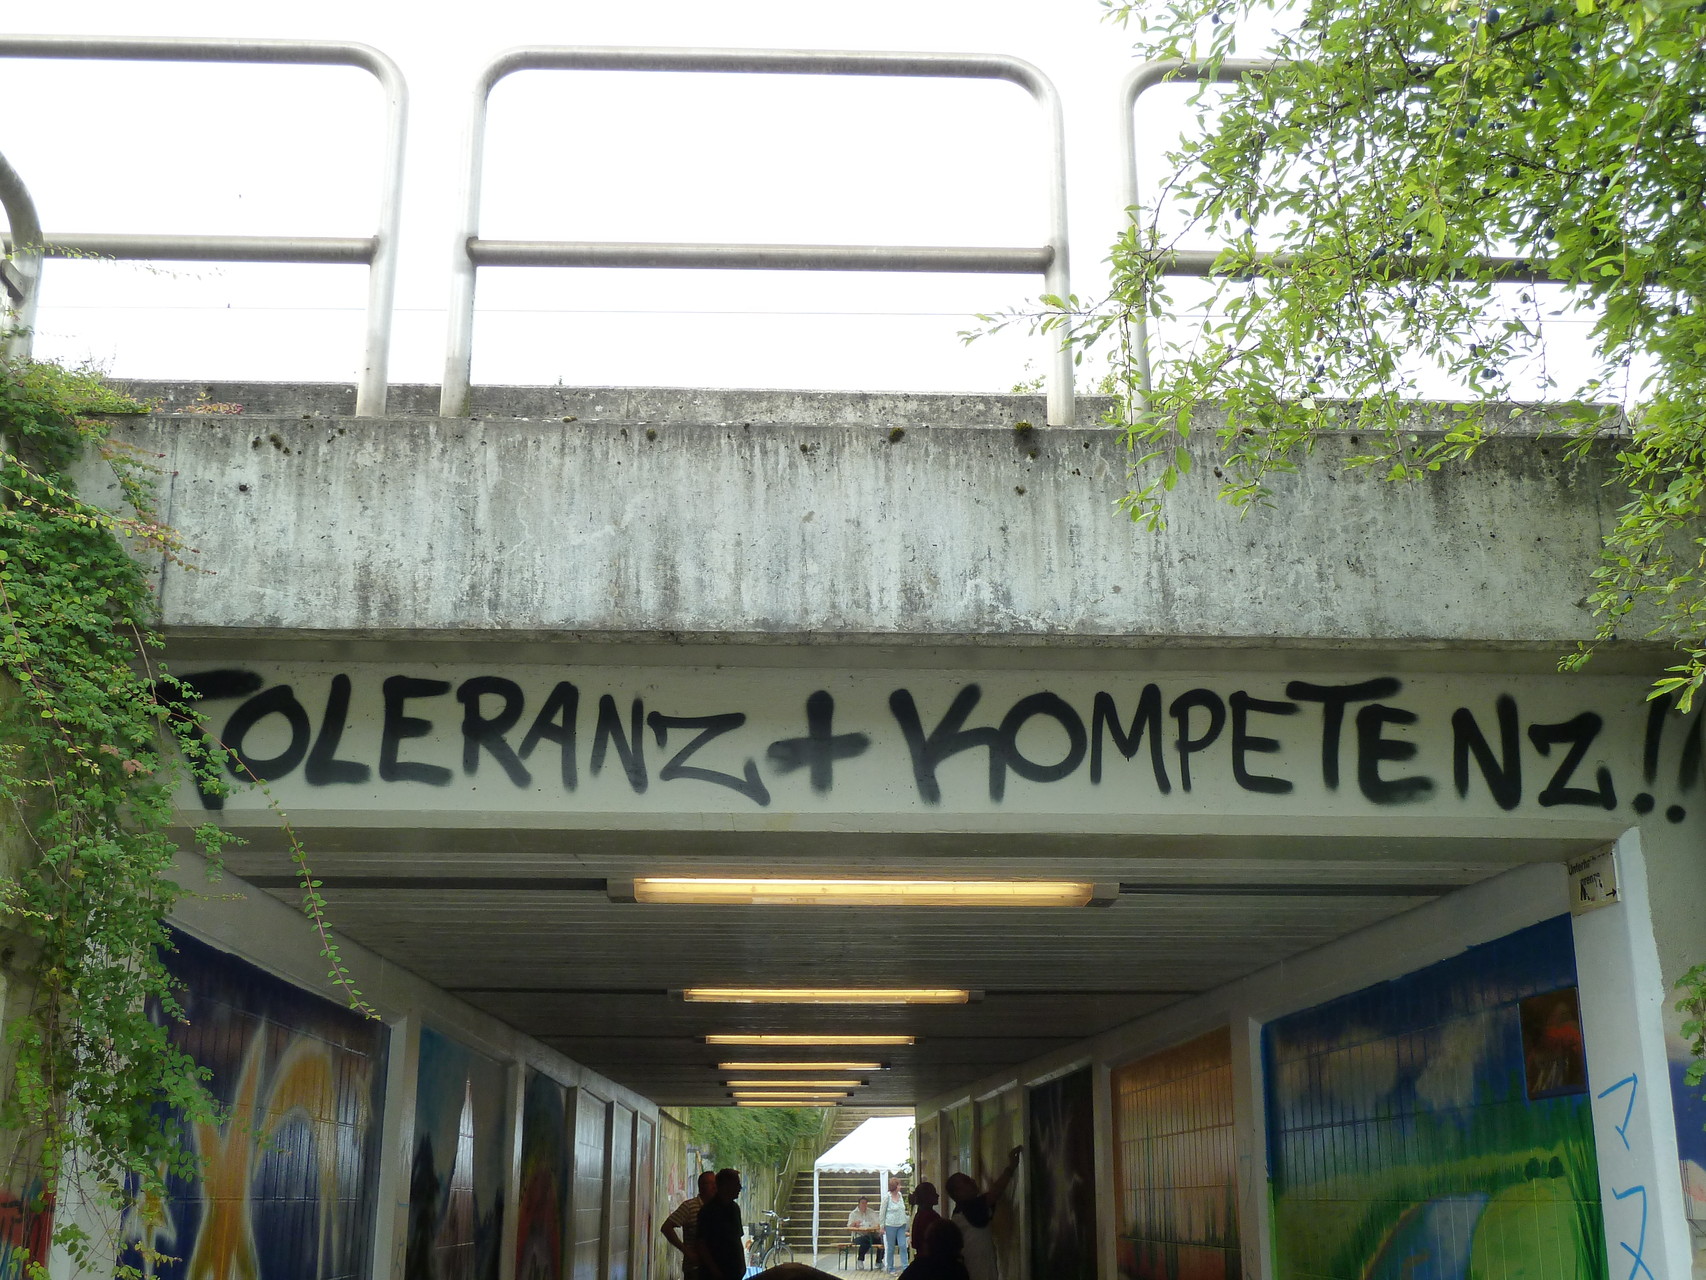 TOLERANZ + KOMPETENZ!!